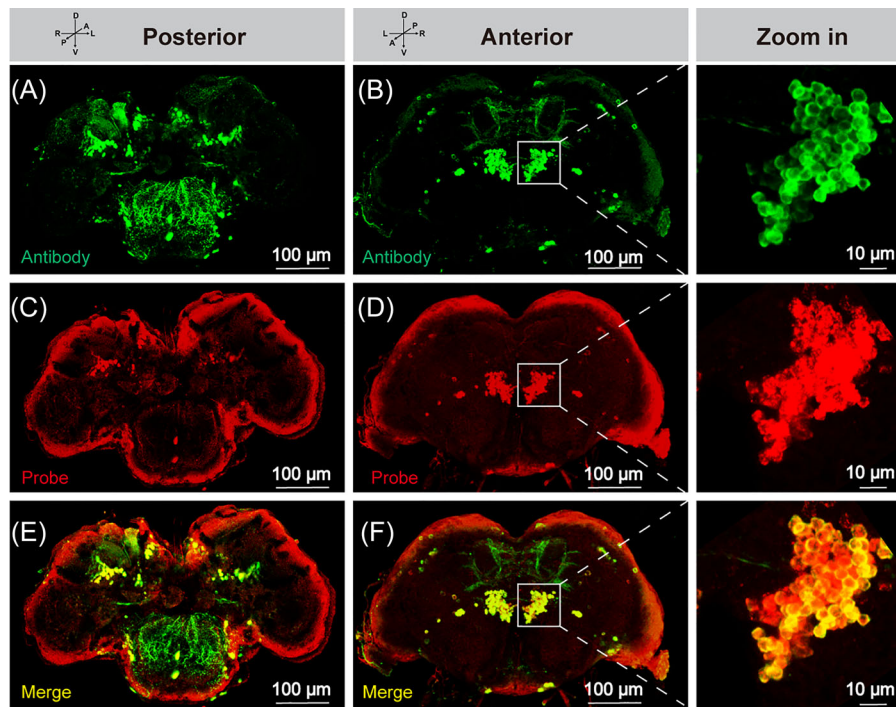 D
A
R
L
P
V
Posterior
D
P
L
R
A
V
Anterior
Zoom in
(A)
Antibody
100 µm
(B)
Antibody
100 µm
10 µm
(C)
Probe
100 µm
(D)
Probe
100 µm
10 µm
(E)
Merge
100 µm
(F)
Merge
100 µm
10 µm